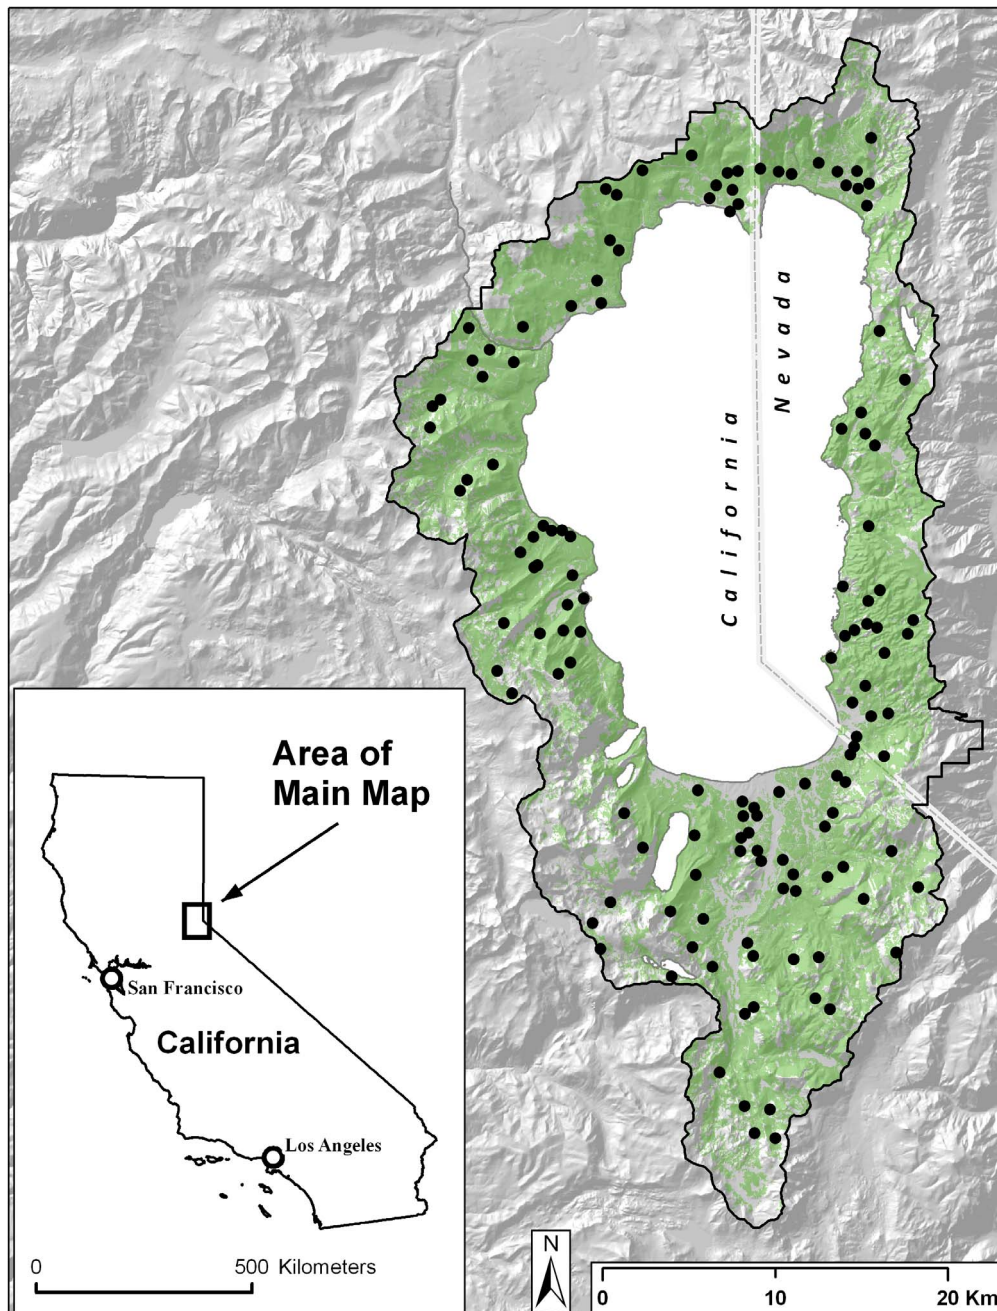 Nevada
California
Area of
Main Map
San Francisco
California
Los Angeles
0 500 Kilometers
N
0 10 20 Km